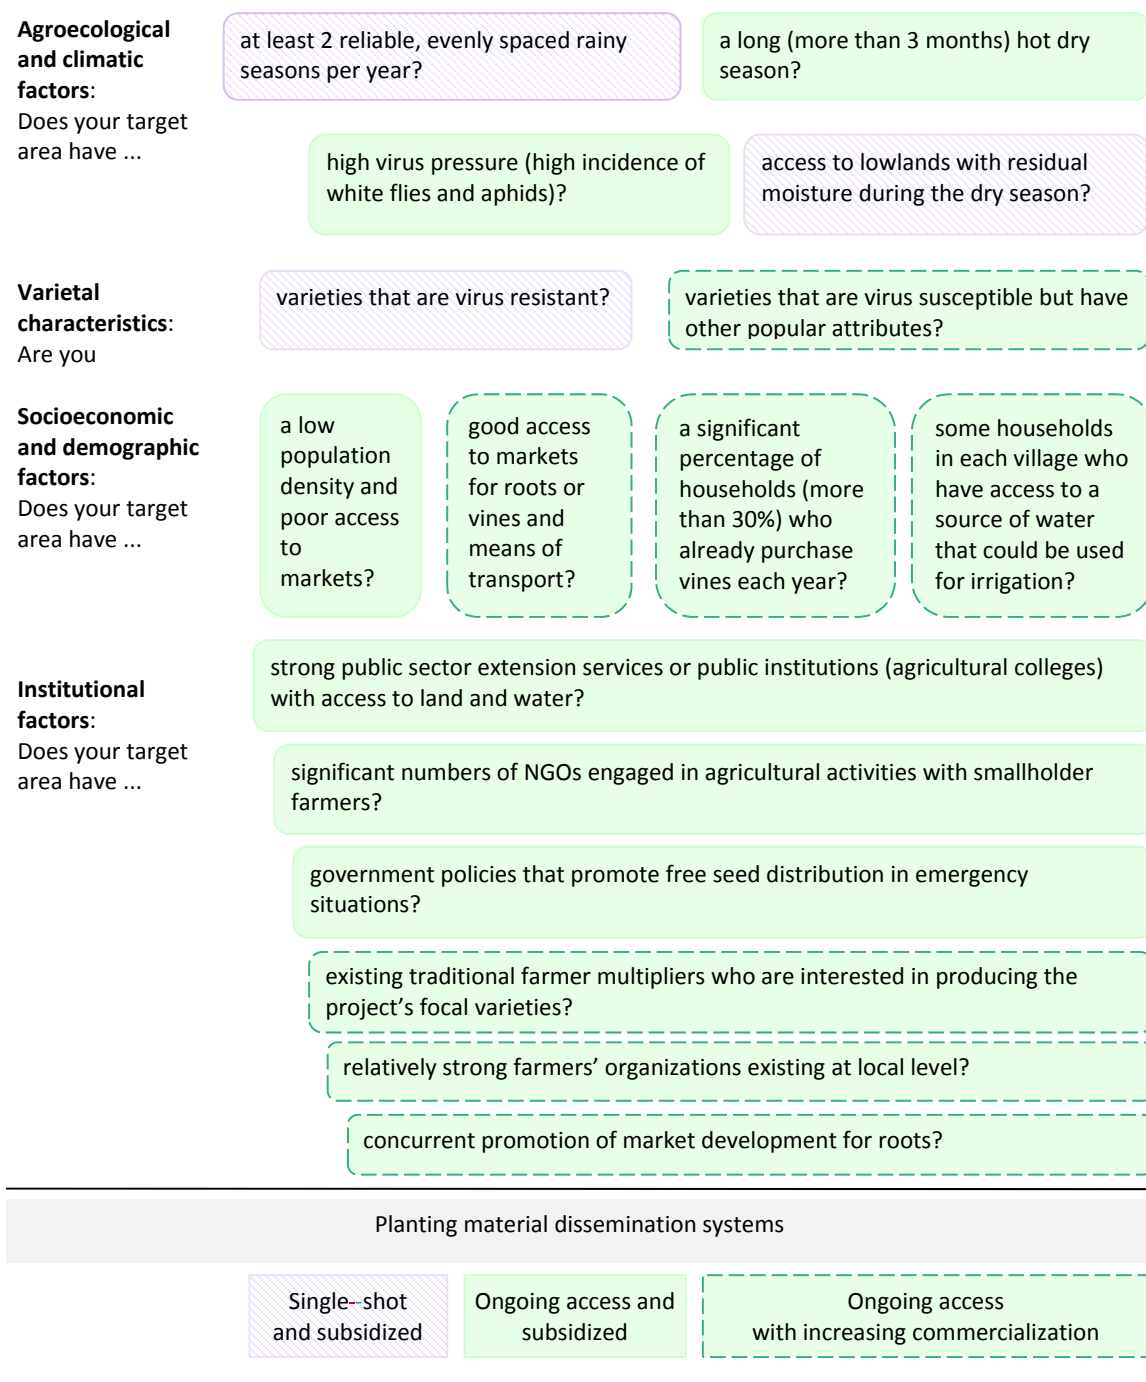 Agroecological
and climatic
factors:
Does your target
area have ...
at least 2 reliable, evenly spaced rainy
seasons per year?
a long (more than 3 months) hot dry
season?
high virus pressure (high incidence of
white flies and aphids)?
access to lowlands with residual
moisture during the dry season?
Varietal
characteristics:
Are you
varieties that are virus resistant?
varieties that are virus susceptible but have
other popular attributes?
Socioeconomic
and demographic
factors:
Does your target
area have ...
a low
population
density and
poor access
to
markets?
good access
to markets
for roots or
vines and
means of
transport?
a significant
percentage of
households (more
than 30%) who
already purchase
vines each year?
some households
in each village who
have access to a
source of water
that could be used
for irrigation?
Institutional
factors:
Does your target
area have ...
strong public sector extension services or public institutions (agricultural colleges)
with access to land and water?
significant numbers of NGOs engaged in agricultural activities with smallholder
farmers?
government policies that promote free seed distribution in emergency
situations?
existing traditional farmer multipliers who are interested in producing the
project's focal varieties?
relatively strong farmers' organizations existing at local level?
concurrent promotion of market development for roots?
Planting material dissemination systems
Single--shot
and subsidized
Ongoing access and
subsidized
Ongoing access
with increasing commercialization